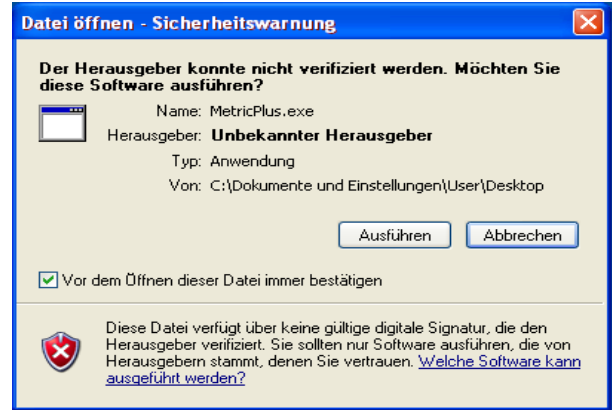 Datei öffnen - Sicherheitswarnung
Der Herausgeber konnte nicht verifiziert werden. Möchten Sie
diese Software ausführen?
Name: MetricPlus.exe
Herausgeber: Unbekannter Herausgeber
Typ: Anwendung
Von: C:\Dokumente und Einstellungen\User\Desktop
Ausführen Abbrechen
Vor dem Öffnen dieser Datei immer bestätigen
Diese Datei verfügt über keine gültige digitale Signatur, die den
Herausgeber verifiziert. Sie sollten nur Software ausführen, die von
Herausgebern stammt, denen Sie vertrauen. Welche Software kann
ausgeführt werden?